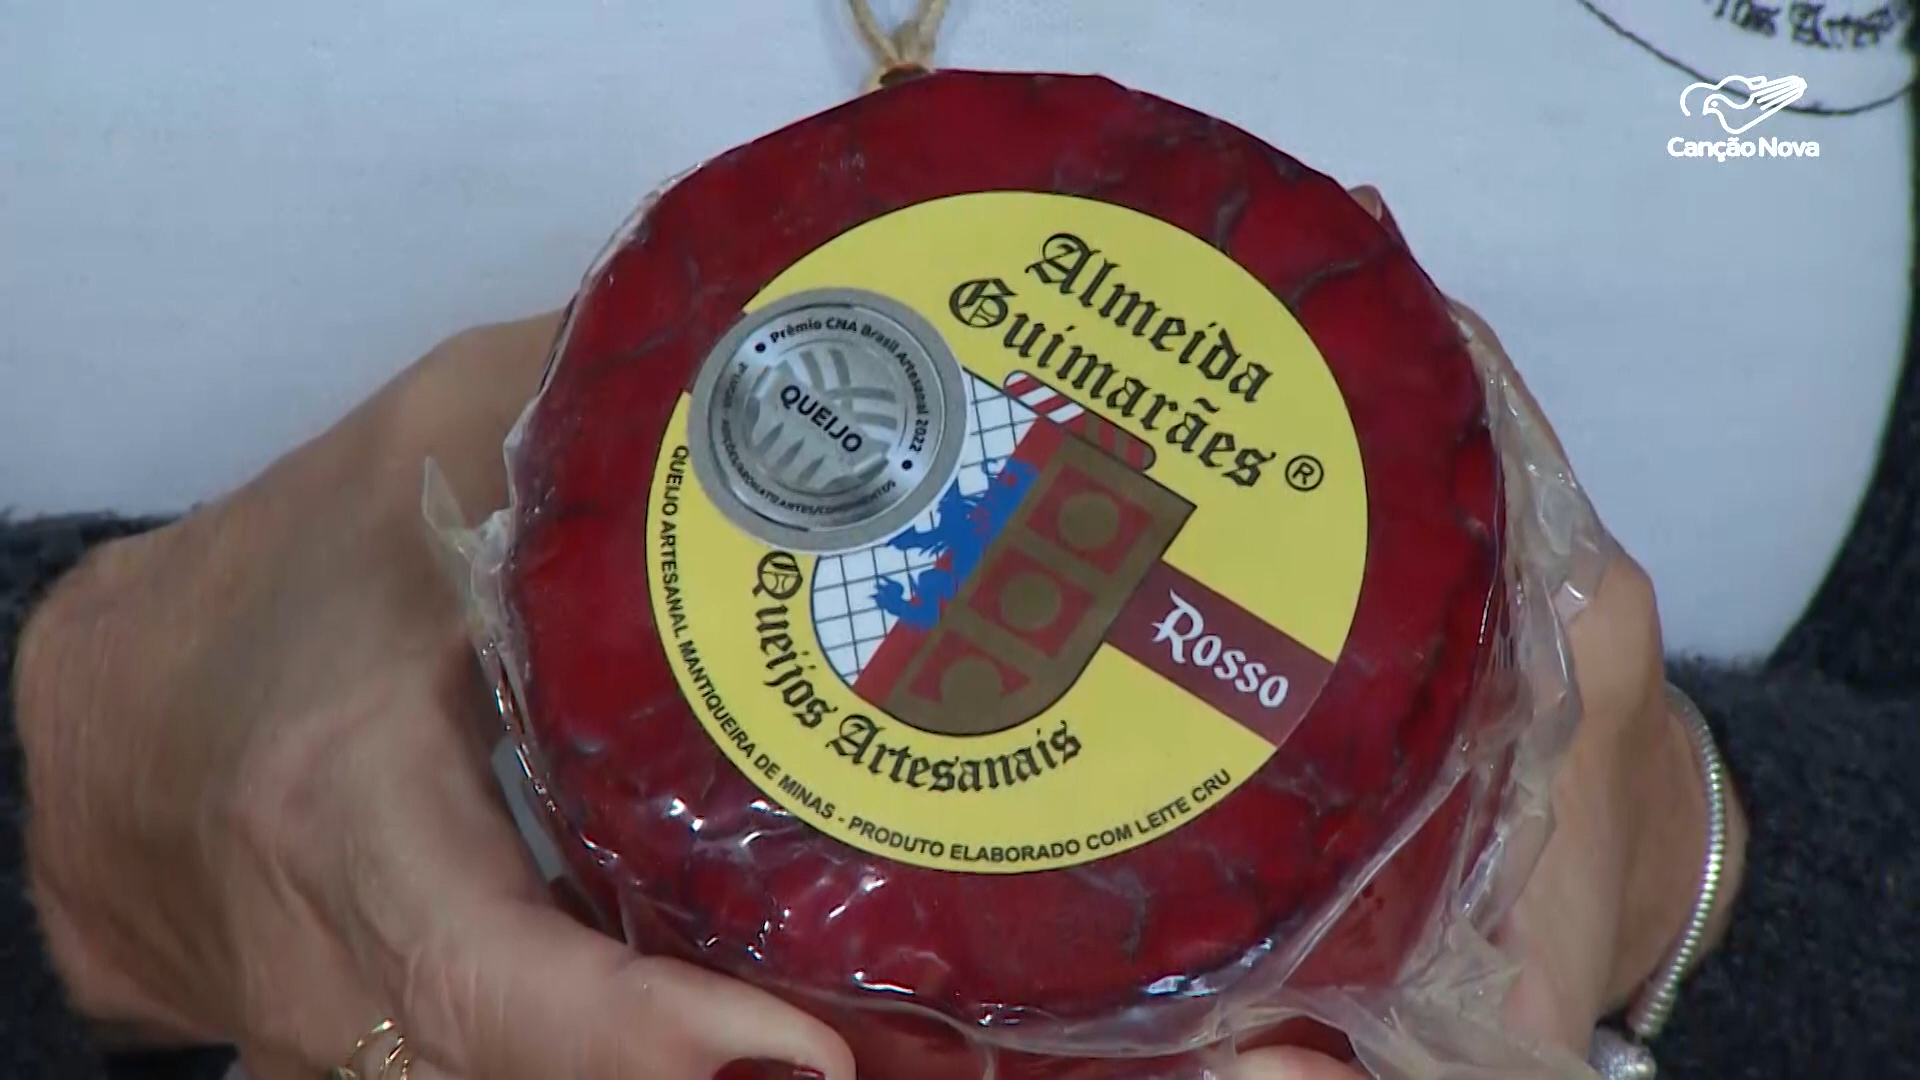 Canção Nova
Almeida
Guimarães ®
Prêmio CNA Brasil Artesanal 2022
QUEIJO
Rosso
Queijos Artesanais
QUEIJO ARTESANAL MANTIQUEIRA DE MINAS - PRODUTO ELABORADO COM LEITE CRU